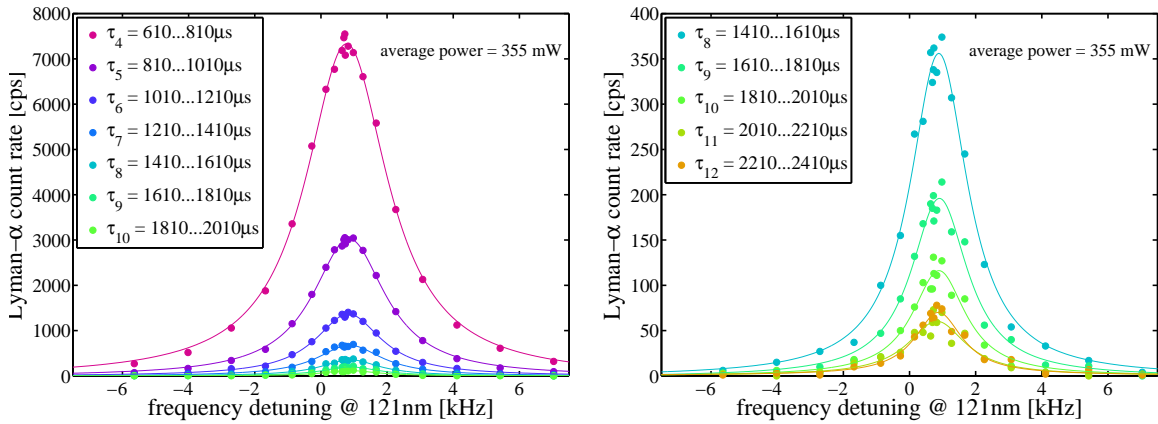 8000
7000
6000
5000
4000
3000
2000
1000
0
Lyman−α count rate [cps]
τ4 = 610...810μs
τ5 = 810...1010μs
τ6 = 1010...1210μs
τ7 = 1210...1410μs
τ8 = 1410...1610μs
τ9 = 1610...1810μs
τ10 = 1810...2010μs
average power = 355 mW
−6 −4 −2 0 2 4 6
frequency detuning @ 121nm [kHz]
400
350
300
250
200
150
100
50
0
Lyman−α count rate [cps]
τ8 = 1410...1610μs
τ9 = 1610...1810μs
τ10 = 1810...2010μs
τ11 = 2010...2210μs
τ12 = 2210...2410μs
average power = 355 mW
−6 −4 −2 0 2 4 6
frequency detuning @ 121nm [kHz]